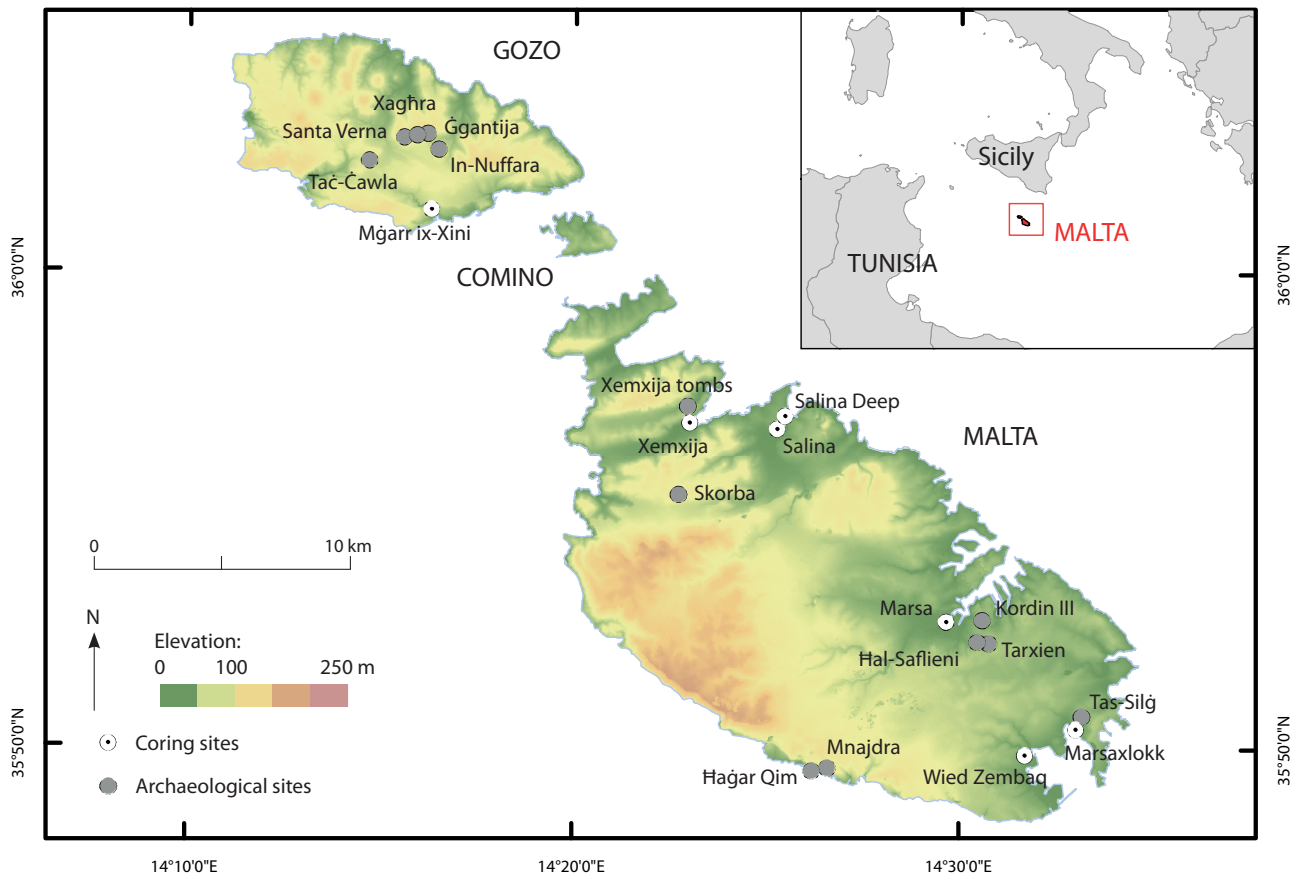 GOZO
Xagħra
Santa Verna
Ġgantija
In-Nuffara
Taċ-Ċawla
Mġarr ix-Xini
COMINO
Sicily
MALTA
TUNISIA
36°0'0"N
36°0'0"N
Xemxija tombs
Salina Deep
Xemxija
Salina
MALTA
Skorba
0
10 km
N
Elevation:
0
100
250 m
Coring sites
Archaeological sites
Marsa
Kordin III
Ħal-Saflieni
Tarxien
Tas-Silġ
Marsaxlokk
Mnajdra
Ħaġar Qim
Wied Zembaq
35°50'0"N
35°50'0"N
14°10'0"E
14°20'0"E
14°30'0"E